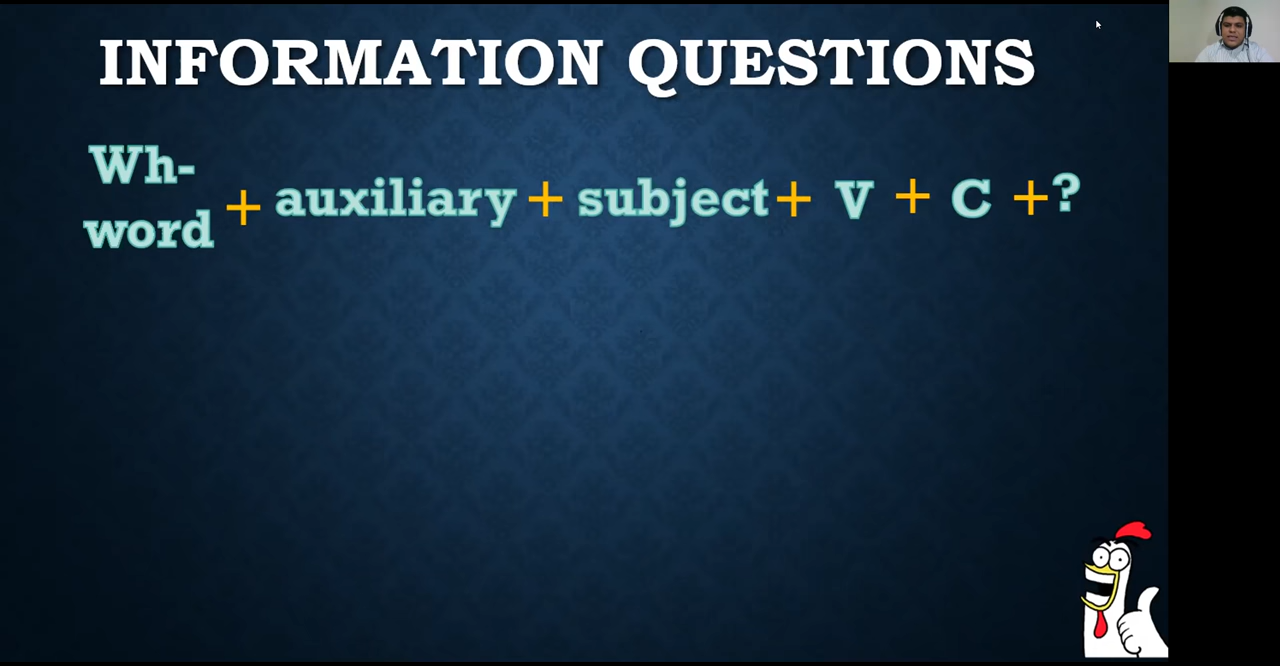 INFORMATION QUESTIONS
Wh-
word + auxiliary + subject + V + C + ?